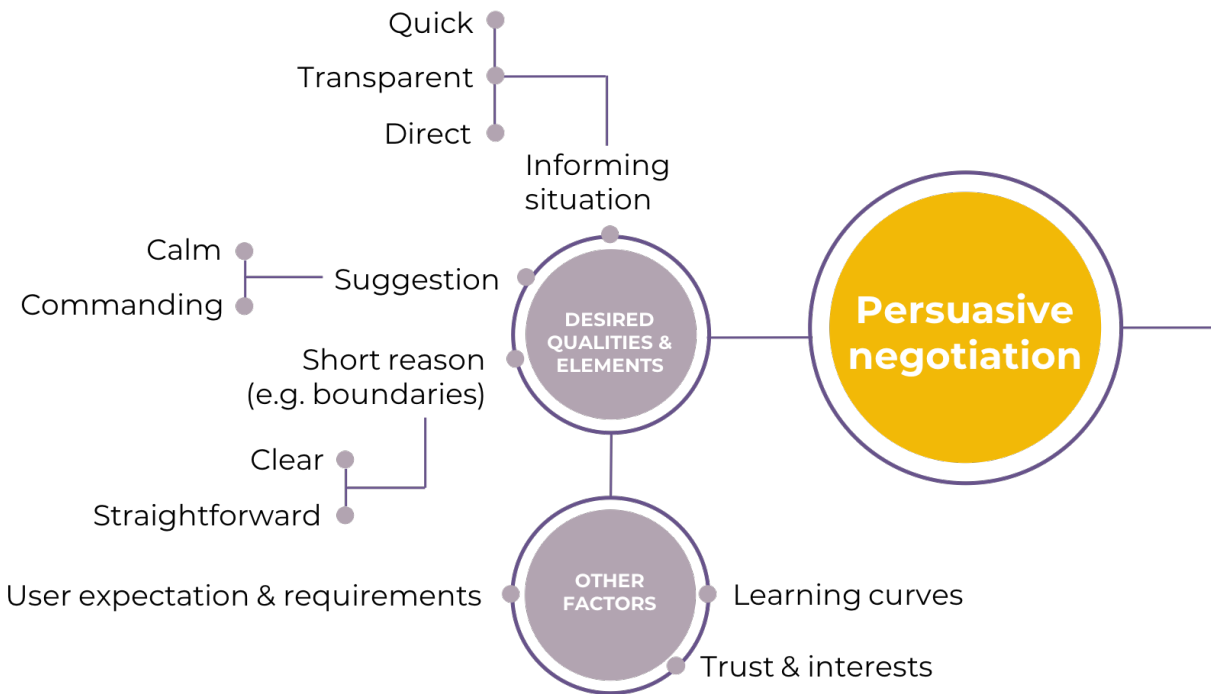 Quick
Transparent
Direct
Informing
situation
Calm
Commanding
Suggestion
Short reason
(e.g. boundaries)
Clear
Straightforward
DESIRED
QUALITIES &
ELEMENTS
Persuasive
negotiation
User expectation & requirements
OTHER
FACTORS
Learning curves
Trust & interests